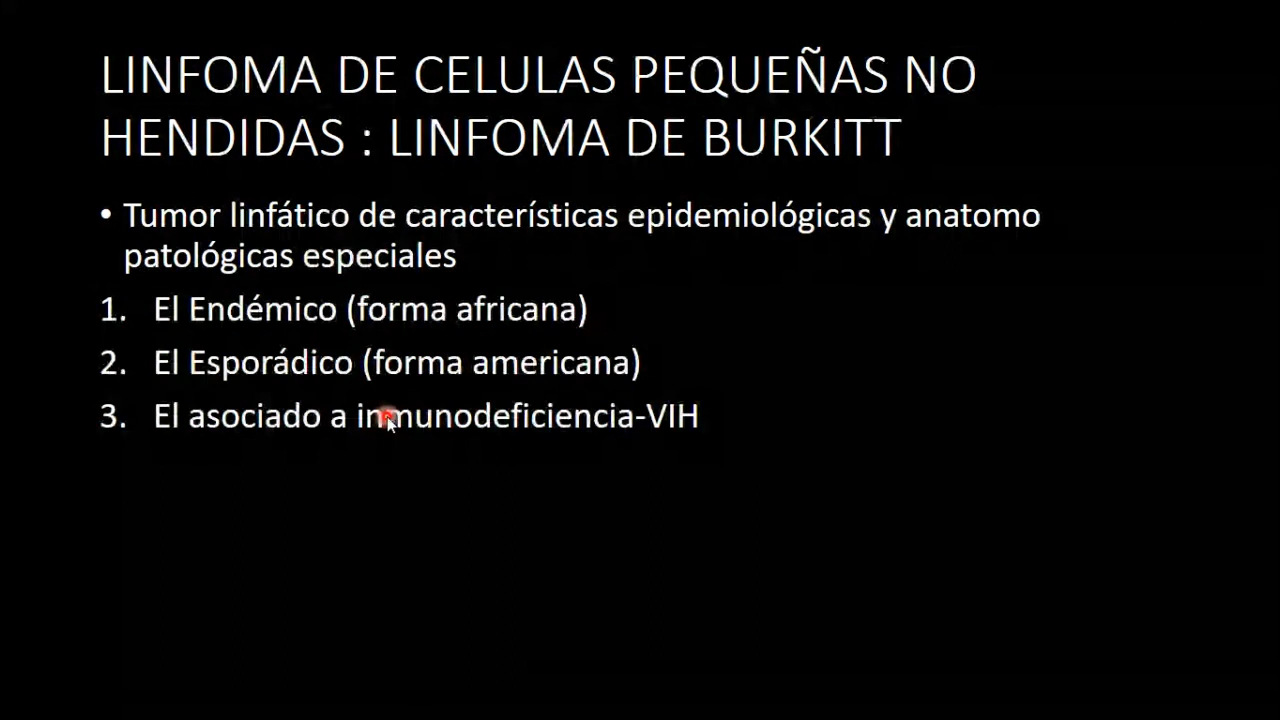 LINFOMA DE CELULAS PEQUEÑAS NO
HENDIDAS : LINFOMA DE BURKITT
• Tumor linfático de características epidemiológicas y anatomo
patológicas especiales
1. El Endémico (forma africana)
2. El Esporádico (forma americana)
3. El asociado a inmunodeficiencia-VIH